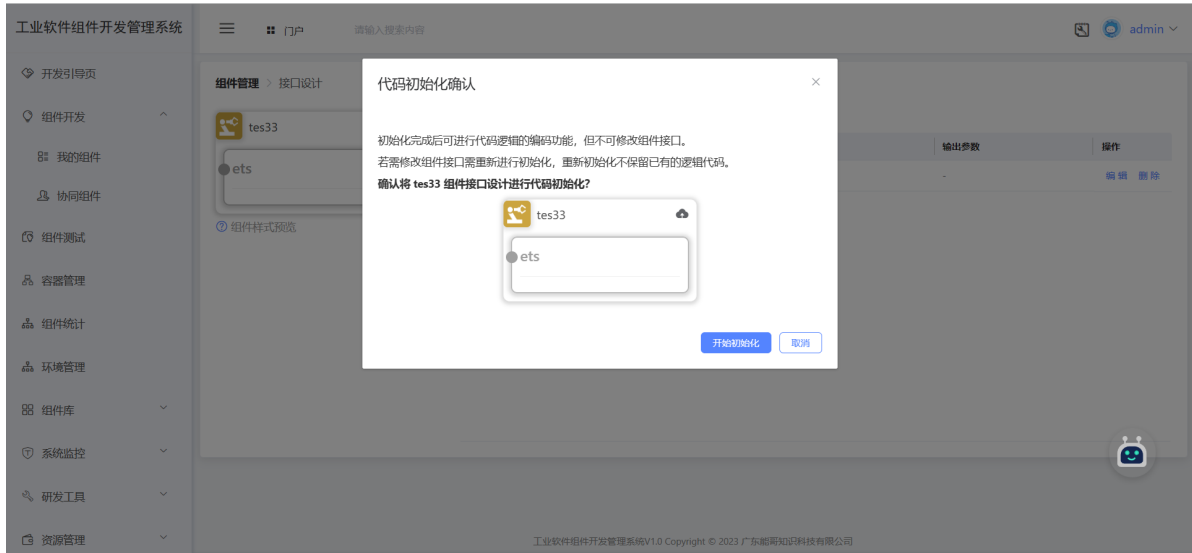 工业软件组件开发管理系统
门户
请输入搜索内容
admin
开发引导页
组件开发
我的组件
协同组件
组件测试
容器管理
组件统计
环境管理
组件库
系统监控
研发工具
资源管理
组件管理 > 接口设计
tes33
ets
组件样式预览
输出参数 操作
- 编辑 删除
代码初始化确认
初始化完成后可进行代码逻辑的编码功能，但不可修改组件接口。
若需修改组件接口需重新进行初始化，重新初始化不保留已有的逻辑代码。
确认将 tes33 组件接口设计进行代码初始化？
tes33
ets
开始初始化 取消
工业软件组件开发管理系统V1.0 Copyright © 2023 广东能哥知识科技有限公司